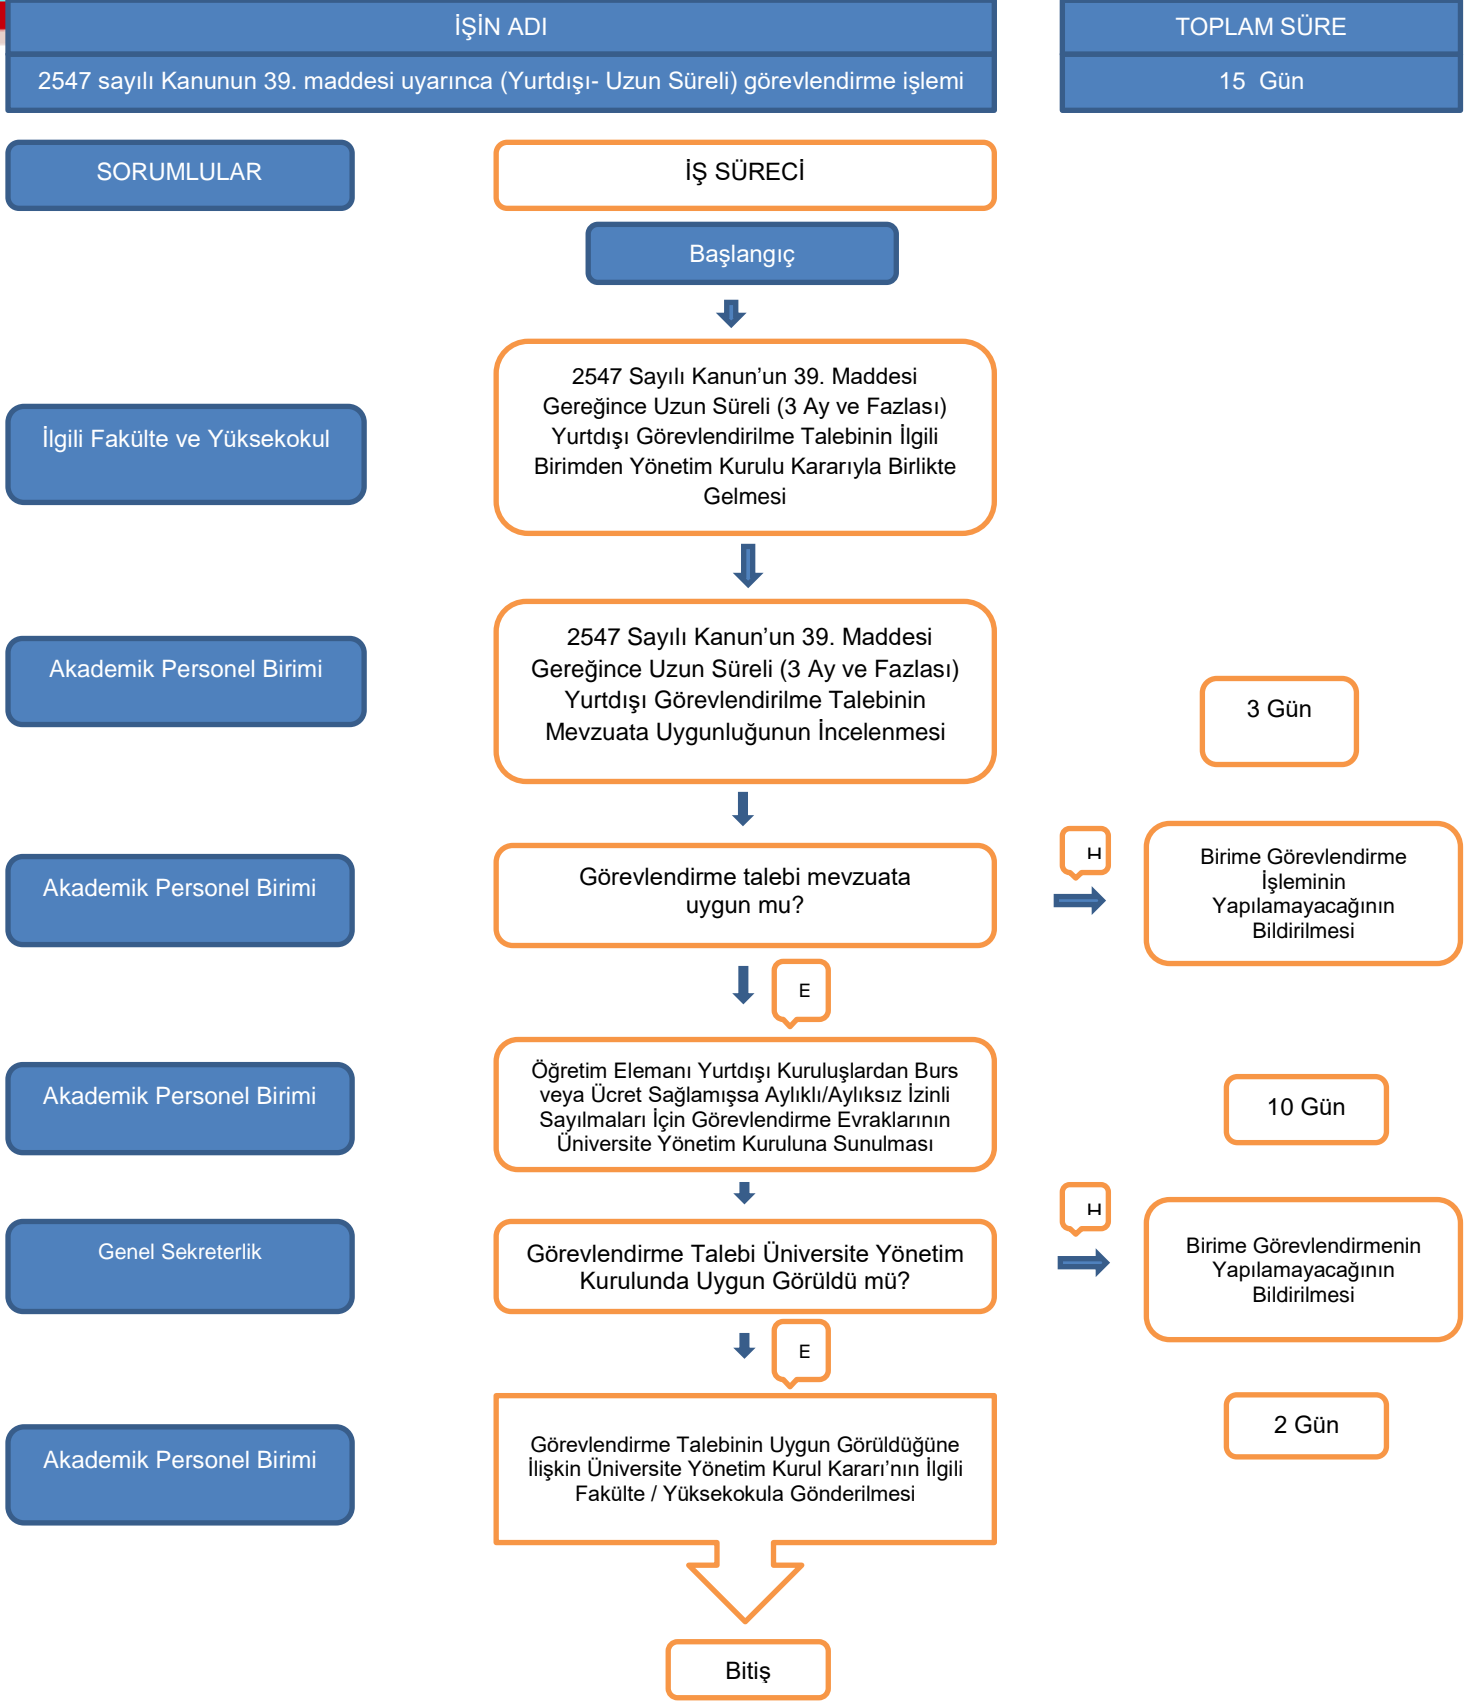 İŞİN ADI
TOPLAM SÜRE
2547 sayılı Kanunun 39. maddesi uyarınca (Yurtdışı- Uzun Süreli) görevlendirme işlemi
15 Gün
SORUMLULAR
İŞ SÜRECİ
Başlangıç
İlgili Fakülte ve Yüksekokul
2547 Sayılı Kanun’un 39. Maddesi
Gereğince Uzun Süreli (3 Ay ve Fazlası)
Yurtdışı Görevlendirilme Talebinin İlgili
Birimden Yönetim Kurulu Kararıyla Birlikte
Gelmesi
Akademik Personel Birimi
2547 Sayılı Kanun’un 39. Maddesi
Gereğince Uzun Süreli (3 Ay ve Fazlası)
Yurtdışı Görevlendirilme Talebinin
Mevzuata Uygunluğunun İncelenmesi
3 Gün
Akademik Personel Birimi
Görevlendirme talebi mevzuata
uygun mu?
H
Birime Görevlendirme
İşleminin
Yapılamayacağının
Bildirilmesi
E
Akademik Personel Birimi
Öğretim Elemanı Yurtdışı Kuruluşlardan Burs
veya Ücret Sağlamışsa Aylıklı/Aylıksız İzinli
Sayılmaları İçin Görevlendirme Evraklarının
Üniversite Yönetim Kuruluna Sunulması
10 Gün
Genel Sekreterlik
Görevlendirme Talebi Üniversite Yönetim
Kurulunda Uygun Görüldü mü?
H
Birime Görevlendirmenin
Yapılamayacağının
Bildirilmesi
E
Akademik Personel Birimi
Görevlendirme Talebinin Uygun Görüldüğüne
İlişkin Üniversite Yönetim Kurul Kararı’nın İlgili
Fakülte / Yüksekokula Gönderilmesi
2 Gün
Bitiş